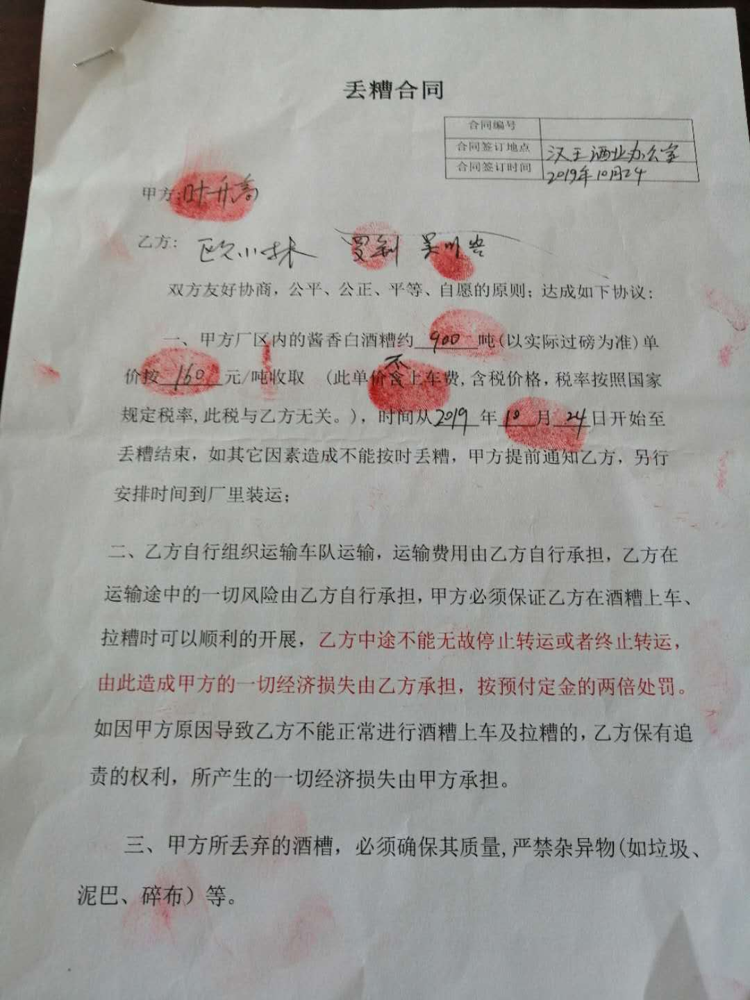 丢糟合同
合同编号
合同签订地点 汉王酒业办公室
合同签订时间 2019年10月24
甲方:叶升高
乙方: 欧小林 罗钊 吴川
双方友好协商，公平、公正、平等、自愿的原则；达成如下协议：
一、甲方厂区内的酱香白酒糟约 900 吨(以实际过磅为准)单
价按 160 元/吨收取 (此单价不含上车费,含税价格，税率按照国家
规定税率,此税与乙方无关。)，时间从2019年10月24日开始至
丢糟结束，如其它因素造成不能按时丢糟，甲方提前通知乙方，另行
安排时间到厂里装运；
二、乙方自行组织运输车队运输，运输费用由乙方自行承担，乙方在
运输途中的一切风险由乙方自行承担，甲方必须保证乙方在酒糟上车、
拉糟时可以顺利的开展，乙方中途不能无故停止转运或者终止转运，
由此造成甲方的一切经济损失由乙方承担，按预付定金的两倍处罚。
如因甲方原因导致乙方不能正常进行酒糟上车及拉糟的，乙方保有追
责的权利，所产生的一切经济损失由甲方承担。
三、甲方所丢弃的酒槽，必须确保其质量,严禁杂异物(如垃圾、
泥巴、碎布）等。